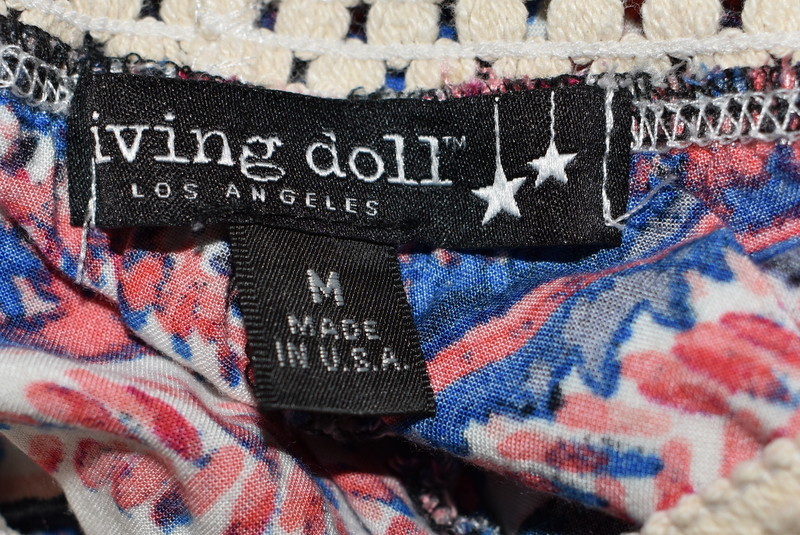 iving doll™
LOS ANGELES
M
MADE
IN U.S.A.